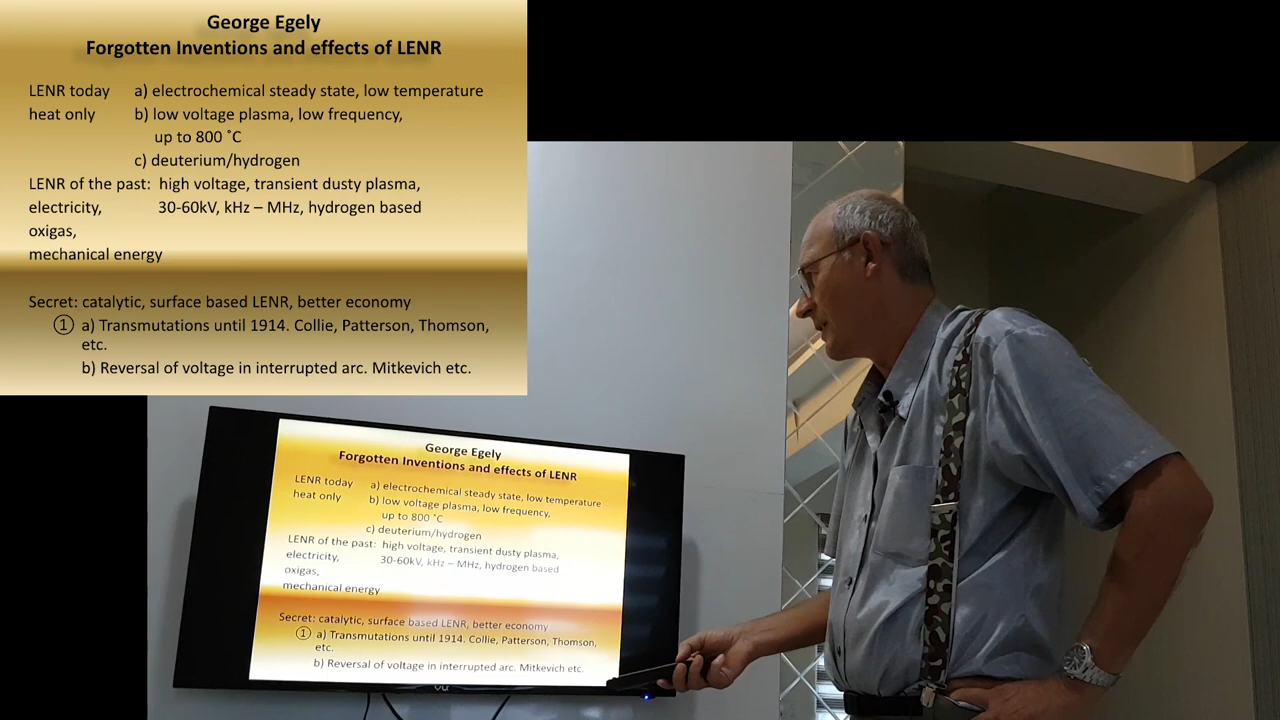 George Egely
Forgotten Inventions and effects of LENR
LENR today a) electrochemical steady state, low temperature
heat only b) low voltage plasma, low frequency,
up to 800 ˚C
c) deuterium/hydrogen
LENR of the past: high voltage, transient dusty plasma,
electricity, 30-60kV, kHz – MHz, hydrogen based
oxigas,
mechanical energy
Secret: catalytic, surface based LENR, better economy
① a) Transmutations until 1914. Collie, Patterson, Thomson,
etc.
b) Reversal of voltage in interrupted arc. Mitkevich etc.
George Egely
Forgotten Inventions and effects of LENR
LENR today a) electrochemical steady state, low temperature
heat only b) low voltage plasma, low frequency,
up to 800 ˚C
c) deuterium/hydrogen
LENR of the past: high voltage, transient dusty plasma,
electricity, 30-60kV, kHz – MHz, hydrogen based
oxigas,
mechanical energy
Secret: catalytic, surface based LENR, better economy
① a) Transmutations until 1914. Collie, Patterson, Thomson,
etc.
b) Reversal of voltage in interrupted arc. Mitkevich etc.